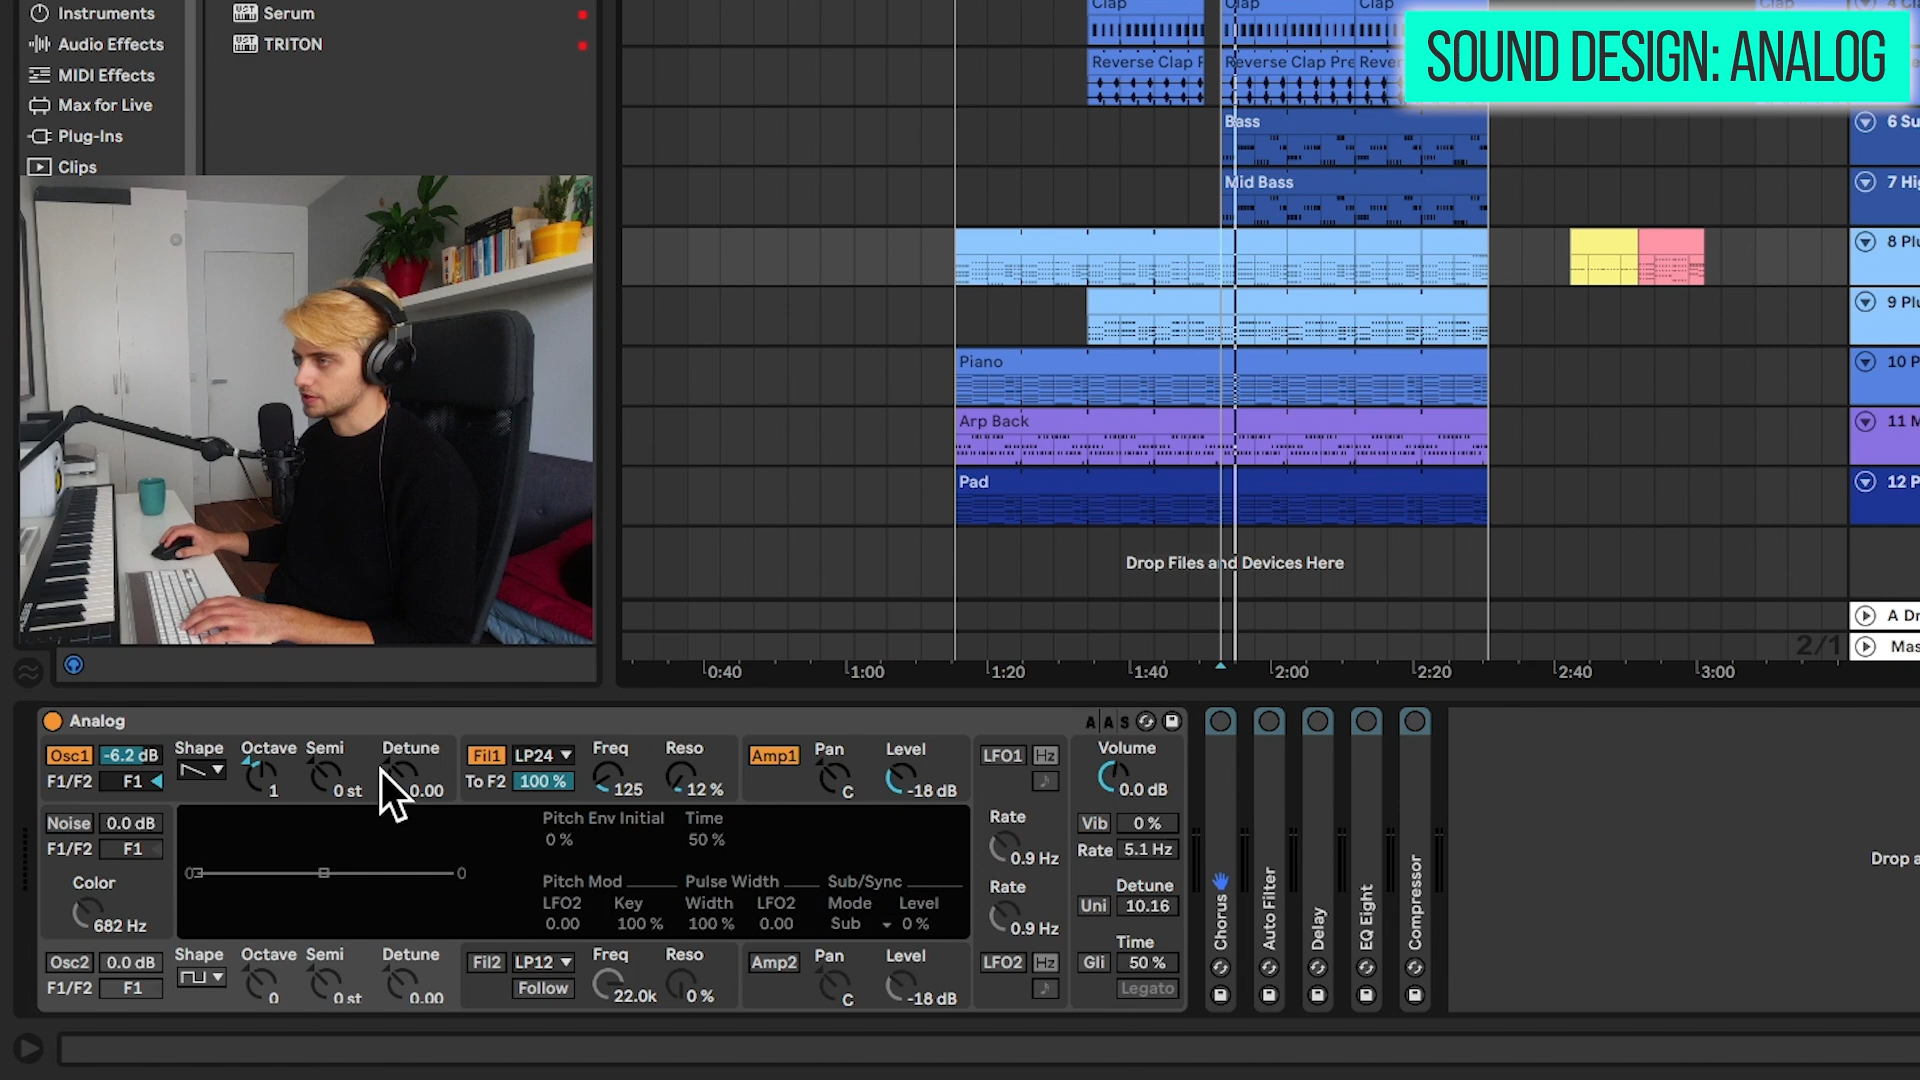 Instruments
Audio Effects
MIDI Effects
Max for Live
Plug-Ins
Clips
Serum
TRITON
SOUND DESIGN: ANALOG
Clap
Clap
Clap
Reverse Clap
Reverse Clap Pre
Bass
Mid Bass
Piano
Arp Back
Pad
Drop Files and Devices Here
6 Su
7 Hi
8 Plu
9 Plu
10 P
11 M
12 P
A Dr
2/1
Mas
0:40
1:00
1:20
1:40
2:00
2:20
2:40
3:00
Analog
A A S
Osc1 -6.2 dB Shape Octave Semi Detune
F1/F2 F1 1 0 st 0.00
Fil1 LP24 Freq Reso
To F2 100 % 125 12 %
Amp1 Pan Level
C -18 dB
LFO1 Hz
Volume
0.0 dB
Noise 0.0 dB
F1/F2 F1
Color
682 Hz
0
0
Pitch Env Initial Time
0 % 50 %
Pitch Mod Pulse Width Sub/Sync
LFO2 Key Width LFO2 Mode Level
0.00 100 % 100 % 0.00 Sub 0 %
Rate
0.9 Hz
Rate
0.9 Hz
Vib 0 %
Rate 5.1 Hz
Detune
Uni 10.16
Time
Gli 50 %
Legato
Osc2 0.0 dB Shape Octave Semi Detune
F1/F2 F1 0 0 st 0.00
Fil2 LP12 Freq Reso
Follow 22.0k 0 %
Amp2 Pan Level
C -18 dB
LFO2 Hz
Chorus
Auto Filter
Delay
EQ Eight
Compressor
Drop a